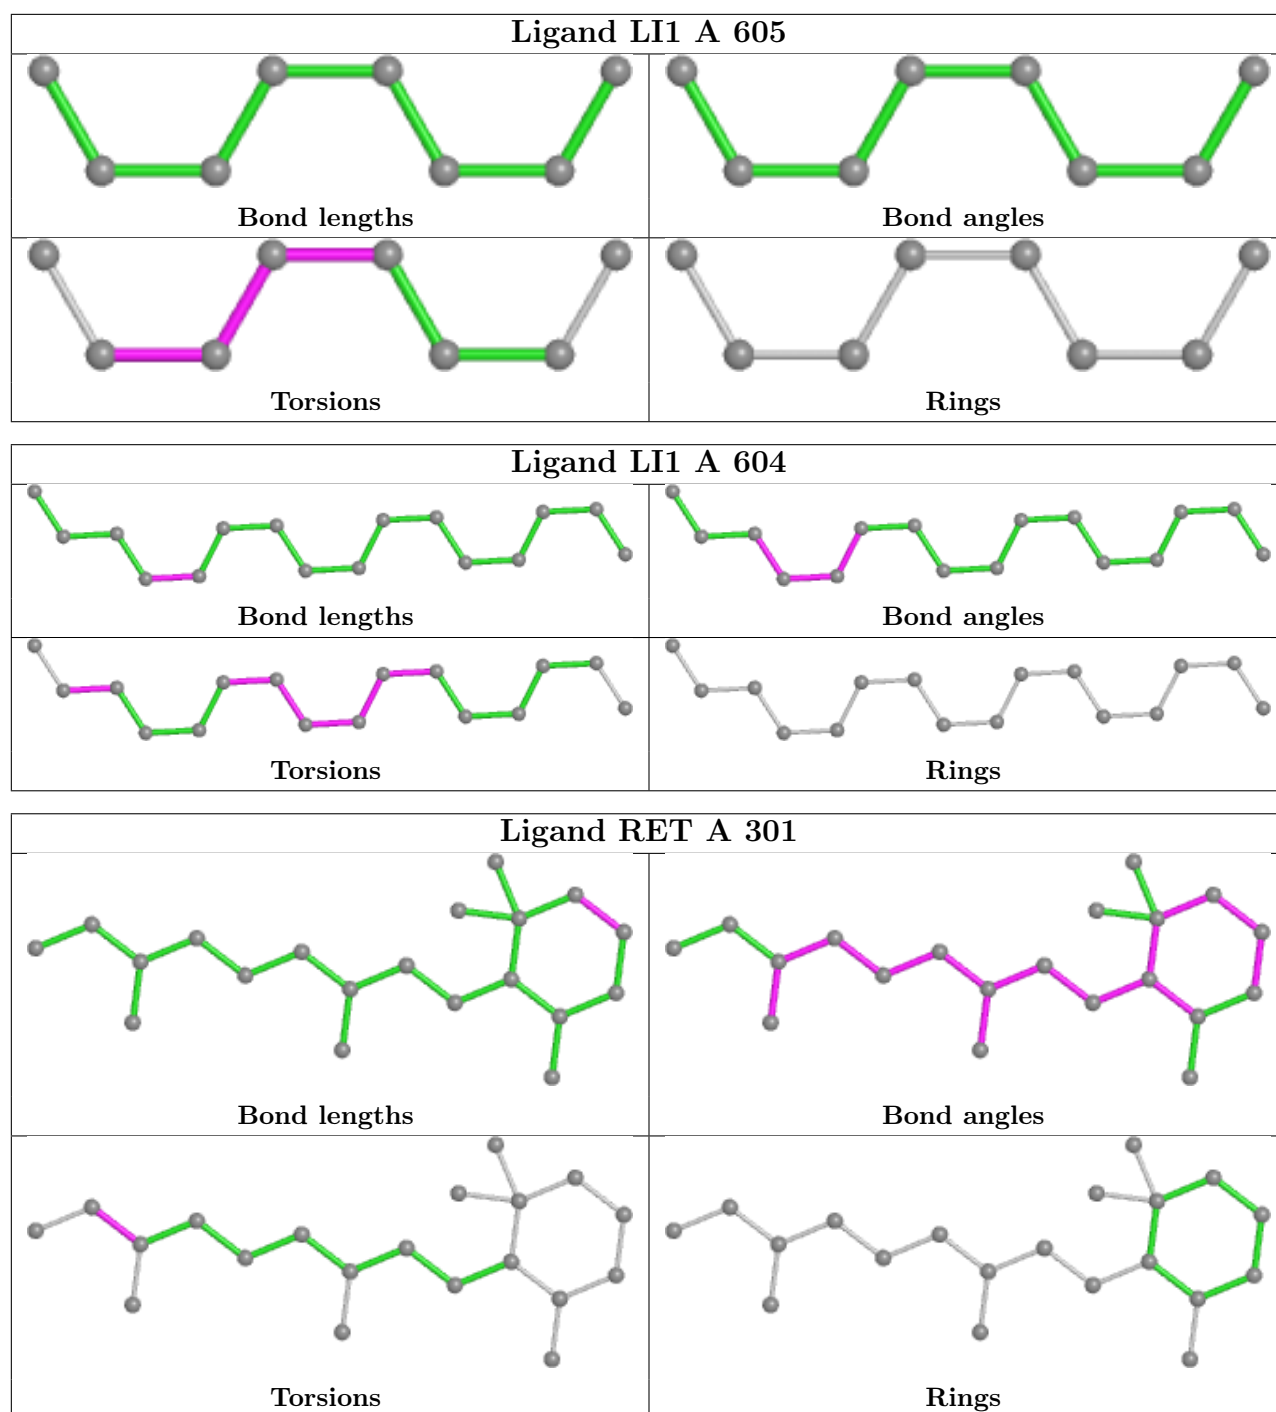 Ligand LI1 A 605
Bond lengths
Bond angles
Torsions
Rings
Ligand LI1 A 604
Bond lengths
Bond angles
Torsions
Rings
Ligand RET A 301
Bond lengths
Bond angles
Torsions
Rings